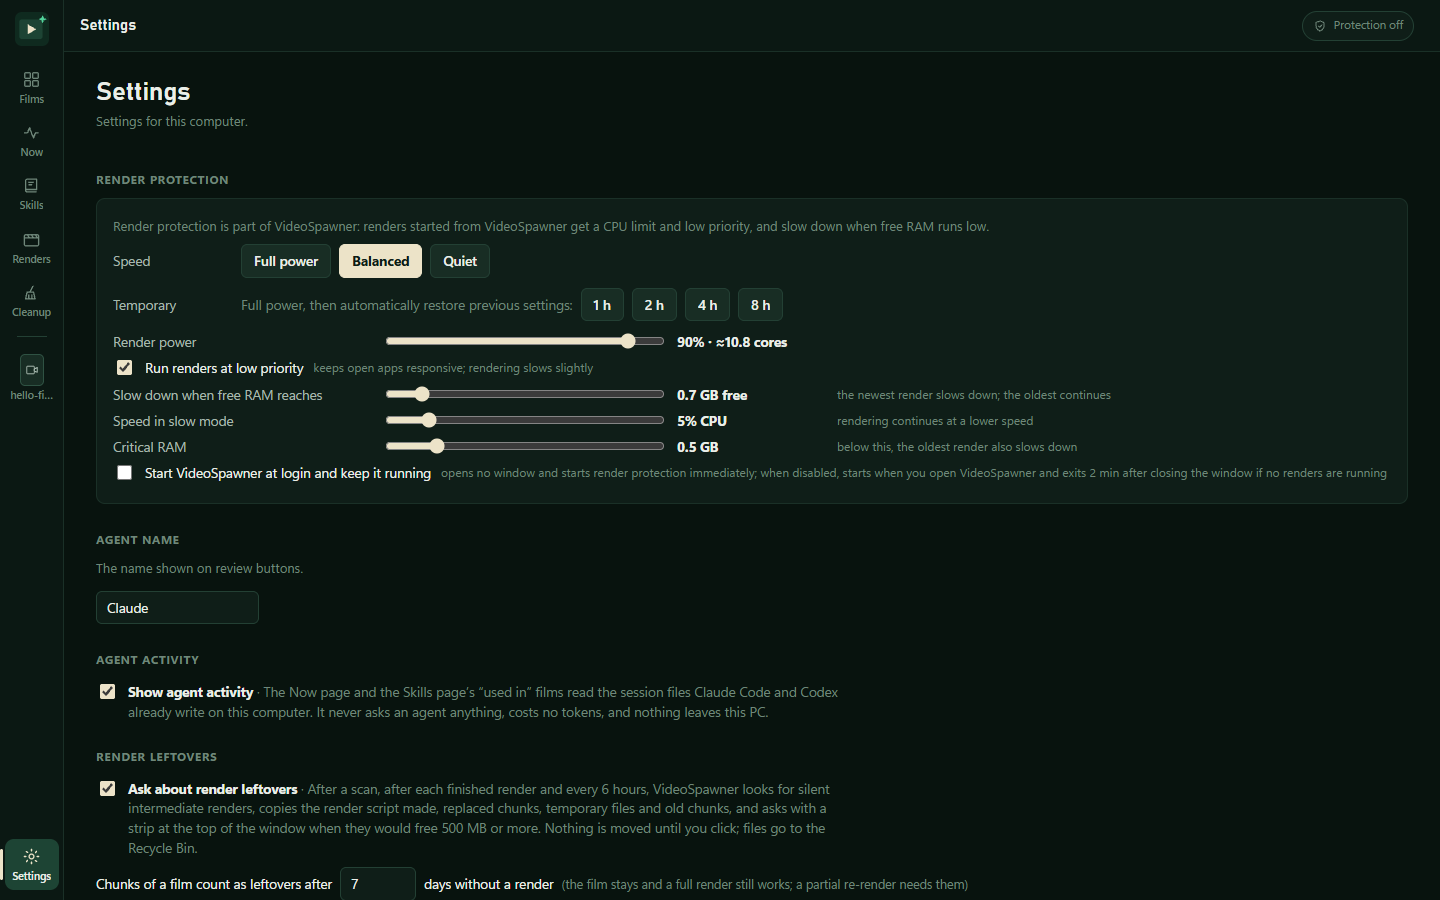 Settings
Protection off
Films
Now
Skills
Renders
Cleanup
hello-fi...
Settings
Settings
Settings for this computer.
RENDER PROTECTION
Render protection is part of VideoSpawner: renders started from VideoSpawner get a CPU limit and low priority, and slow down when free RAM runs low.
Speed Full power Balanced Quiet
Temporary Full power, then automatically restore previous settings: 1 h 2 h 4 h 8 h
Render power 90% · ≈10.8 cores
Run renders at low priority keeps open apps responsive; rendering slows slightly
Slow down when free RAM reaches 0.7 GB free the newest render slows down; the oldest continues
Speed in slow mode 5% CPU rendering continues at a lower speed
Critical RAM 0.5 GB below this, the oldest render also slows down
Start VideoSpawner at login and keep it running opens no window and starts render protection immediately; when disabled, starts when you open VideoSpawner and exits 2 min after closing the window if no renders are running
AGENT NAME
The name shown on review buttons.
Claude
AGENT ACTIVITY
Show agent activity · The Now page and the Skills page's “used in” films read the session files Claude Code and Codex
already write on this computer. It never asks an agent anything, costs no tokens, and nothing leaves this PC.
RENDER LEFTOVERS
Ask about render leftovers · After a scan, after each finished render and every 6 hours, VideoSpawner looks for silent
intermediate renders, copies the render script made, replaced chunks, temporary files and old chunks, and asks with a
strip at the top of the window when they would free 500 MB or more. Nothing is moved until you click; files go to the
Recycle Bin.
Chunks of a film count as leftovers after 7 days without a render (the film stays and a full render still works; a partial re-render needs them)